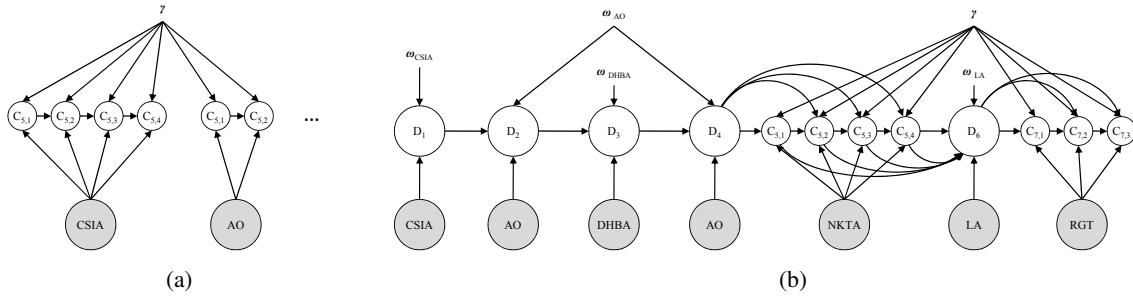 γ
C5,1 C5,2 C5,3 C5,4 C5,1 C5,2 ...
CSIA AO
(a)
ωAO γ
ωCSIA ωDHBA ωLA
D1 D2 D3 D4 C5,1 C5,2 C5,3 C5,4 D6 C7,1 C7,2 C7,3
CSIA AO DHBA AO NKTA LA RGT
(b)